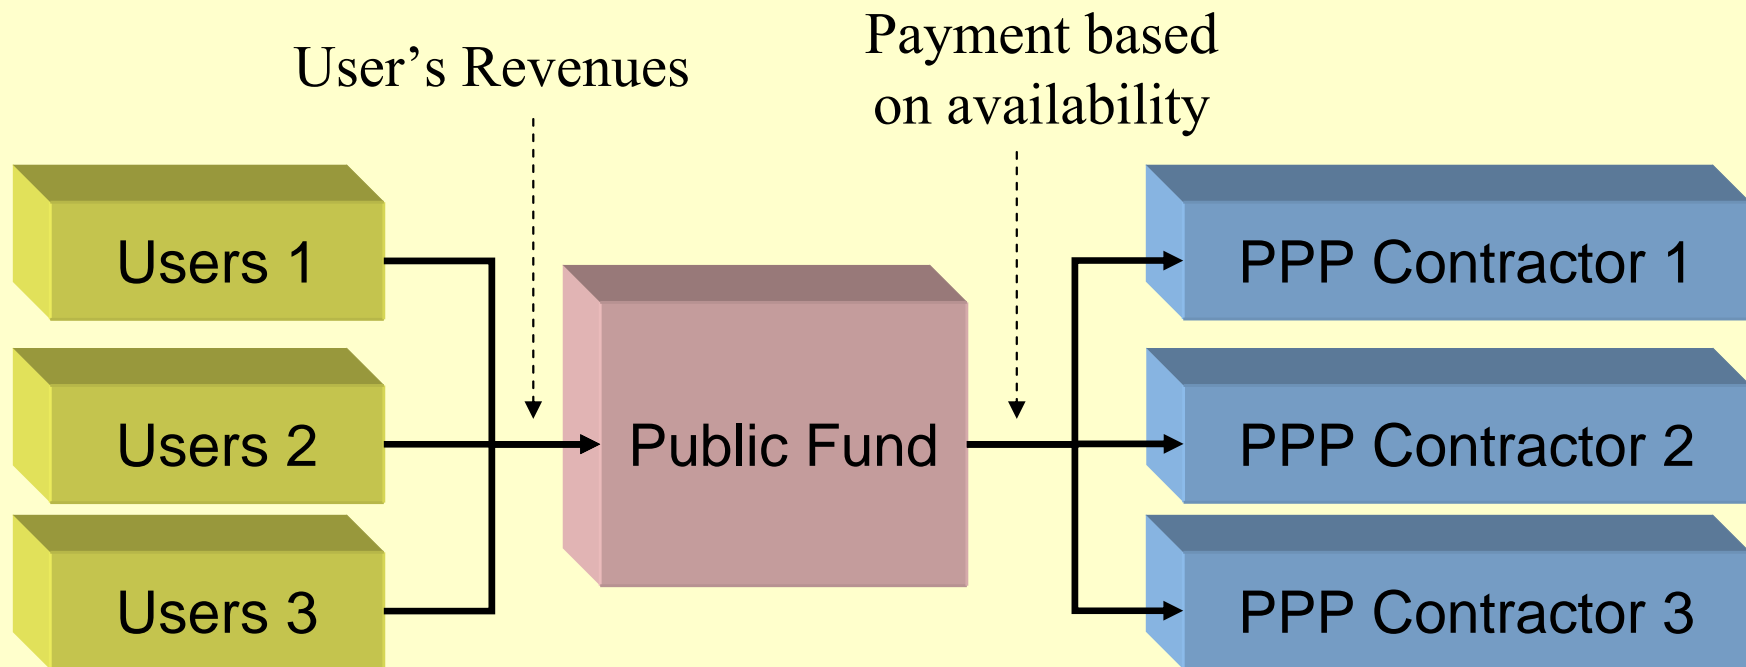 User’s Revenues
Payment based
on availability
Users 1
Users 2
Users 3
Public Fund
PPP Contractor 1
PPP Contractor 2
PPP Contractor 3